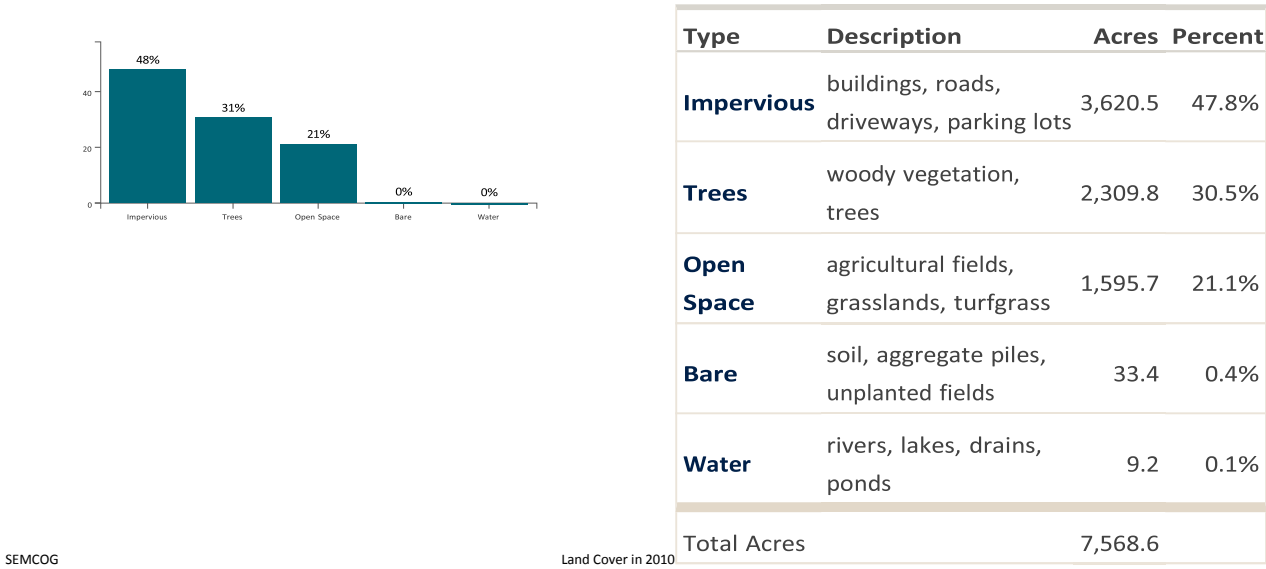 48%
31%
21%
0%
0%
40
20
0
Impervious
Trees
Open Space
Bare
Water
Type Description Acres Percent
Impervious buildings, roads, driveways, parking lots 3,620.5 47.8%
Trees woody vegetation, trees 2,309.8 30.5%
Open Space agricultural fields, grasslands, turfgrass 1,595.7 21.1%
Bare soil, aggregate piles, unplanted fields 33.4 0.4%
Water rivers, lakes, drains, ponds 9.2 0.1%
Total Acres 7,568.6
SEMCOG
Land Cover in 2010